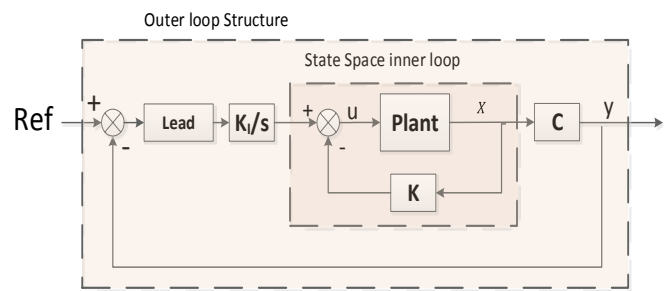 Outer loop Structure
State Space inner loop
Ref
+
-
Lead
K_I/s
+
-
u
Plant
X
C
y
K